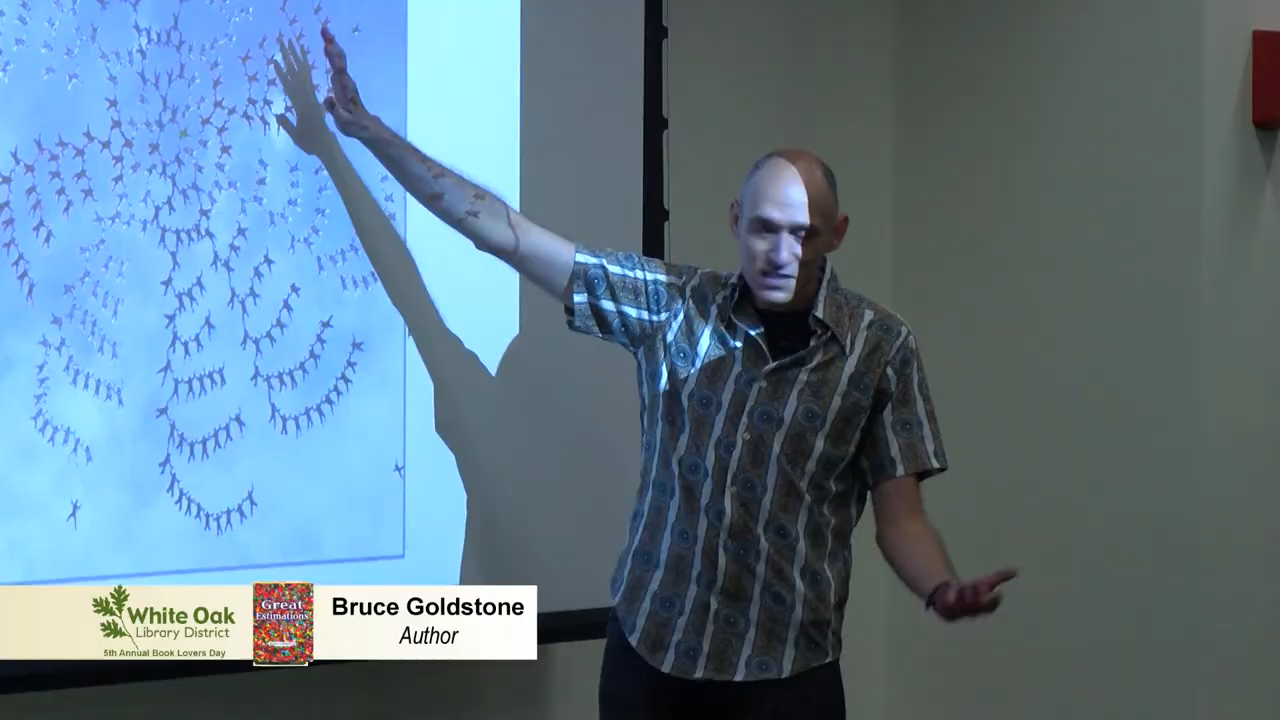 White Oak
Library District
5th Annual Book Lovers Day
Great
Estimations
Bruce Goldstone
Author